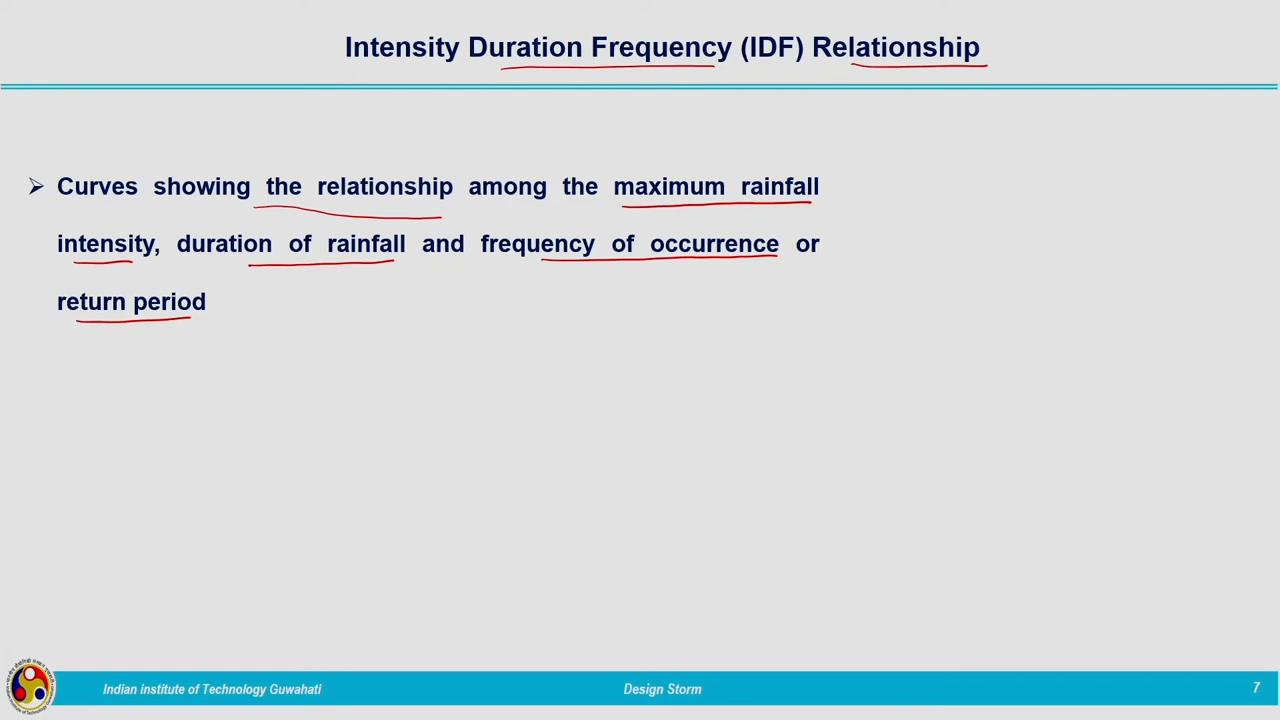 Intensity Duration Frequency (IDF) Relationship
Curves showing the relationship among the maximum rainfall
intensity, duration of rainfall and frequency of occurrence or
return period
Indian institute of Technology Guwahati
Design Storm
7